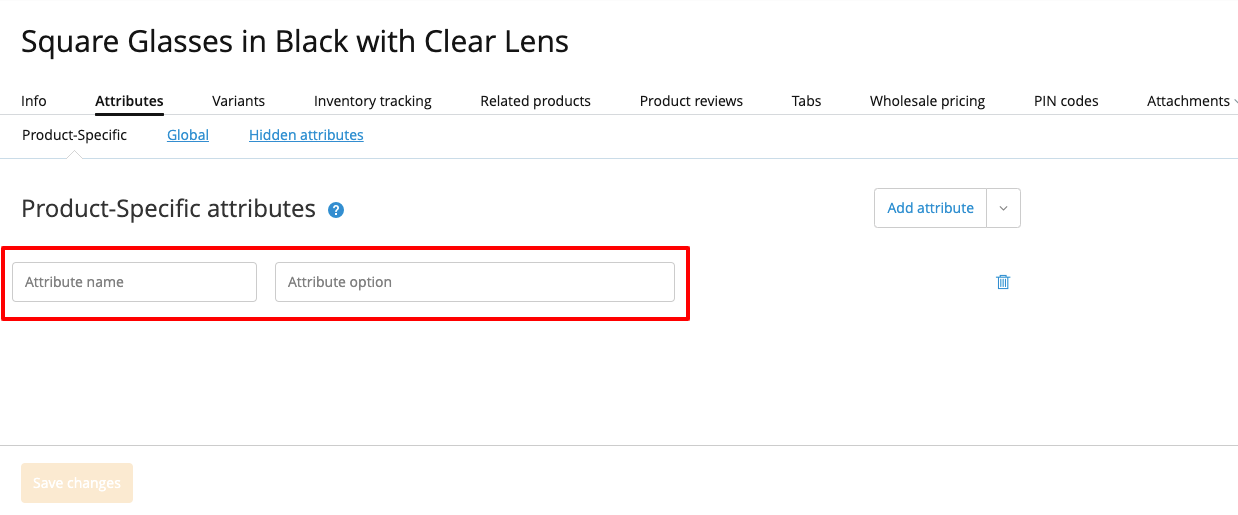 Square Glasses in Black with Clear Lens
Info Attributes Variants Inventory tracking Related products Product reviews Tabs Wholesale pricing PIN codes Attachments
Product-Specific Global Hidden attributes
Product-Specific attributes ?
Add attribute
Attribute name Attribute option
Save changes